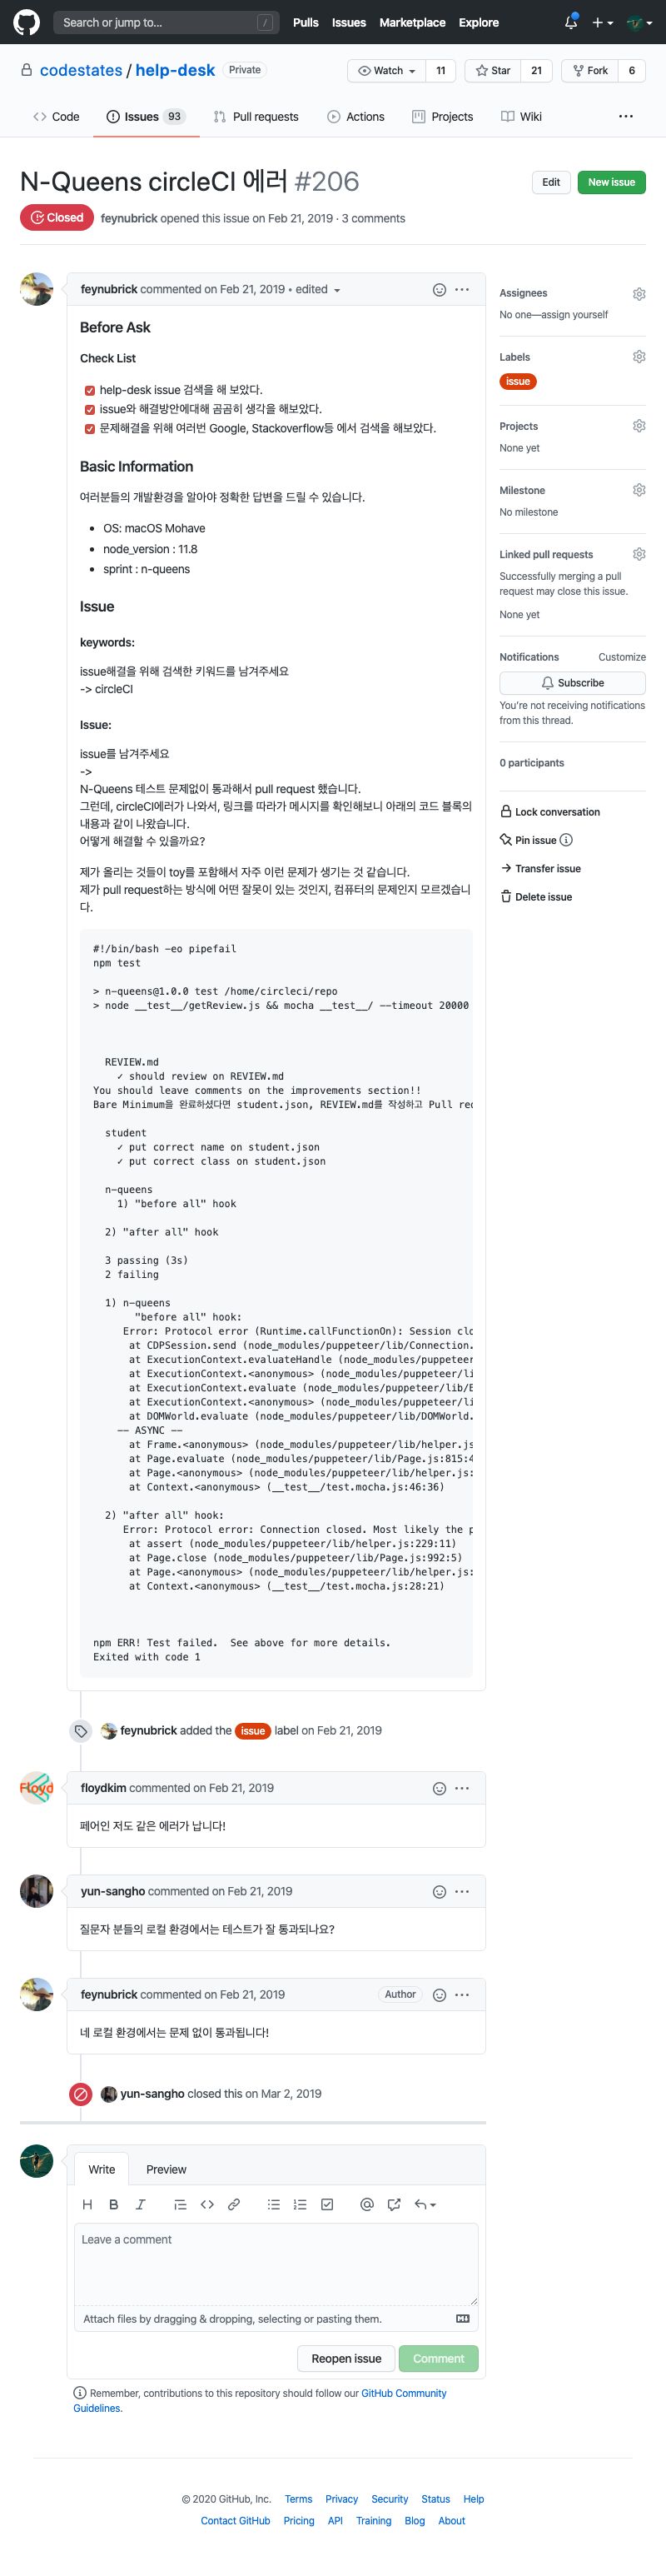 Search or jump to... /
Pulls Issues Marketplace Explore
codestates / help-desk Private
Watch 11 Star 21 Fork 6
Code Issues 93 Pull requests Actions Projects Wiki
N-Queens circleCI 에러 #206
Edit New issue
Closed feynubrick opened this issue on Feb 21, 2019 · 3 comments
feynubrick commented on Feb 21, 2019 • edited
Before Ask
Check List
help-desk issue 검색을 해 보았다.
issue와 해결방안에대해 곰곰히 생각을 해보았다.
문제해결을 위해 여러번 Google, Stackoverflow등 에서 검색을 해보았다.
Basic Information
여러분들의 개발환경을 알아야 정확한 답변을 드릴 수 있습니다.
• OS: macOS Mohave
• node_version : 11.8
• sprint : n-queens
Issue
keywords:
issue해결을 위해 검색한 키워드를 남겨주세요
-> circleCI
Issue:
issue를 남겨주세요
->
N-Queens 테스트 문제없이 통과해서 pull request 했습니다.
그런데, circleCI에러가 나와서, 링크를 따라가 메시지를 확인해보니 아래의 코드 블록의
내용과 같이 나왔습니다.
어떻게 해결할 수 있을까요?
제가 올리는 것들이 toy를 포함해서 자주 이런 문제가 생기는 것 같습니다.
제가 pull request하는 방식에 어떤 잘못이 있는 것인지, 컴퓨터의 문제인지 모르겠습니
다.
#!/bin/bash -eo pipefail
npm test
> n-queens@1.0.0 test /home/circleci/repo
> node __test__/getReview.js && mocha __test__/ --timeout 20000
REVIEW.md
✓ should review on REVIEW.md
You should leave comments on the improvements section!!
Bare Minimum을 완료하셨다면 student.json, REVIEW.md를 작성하고 Pull rec
student
✓ put correct name on student.json
✓ put correct class on student.json
n-queens
1) "before all" hook
2) "after all" hook
3 passing (3s)
2 failing
1) n-queens
"before all" hook:
Error: Protocol error (Runtime.callFunctionOn): Session clo
at CDPSession.send (node_modules/puppeteer/lib/Connection.
at ExecutionContext.evaluateHandle (node_modules/puppeteer
at ExecutionContext.<anonymous> (node_modules/puppeteer/li
at ExecutionContext.evaluate (node_modules/puppeteer/lib/E
at ExecutionContext.<anonymous> (node_modules/puppeteer/li
at DOMWorld.evaluate (node_modules/puppeteer/lib/DOMWorld.
-- ASYNC --
at Frame.<anonymous> (node_modules/puppeteer/lib/helper.js
at Page.evaluate (node_modules/puppeteer/lib/Page.js:815:4
at Page.<anonymous> (node_modules/puppeteer/lib/helper.js:
at Context.<anonymous> (__test__/test.mocha.js:46:36)
2) "after all" hook:
Error: Protocol error: Connection closed. Most likely the p
at assert (node_modules/puppeteer/lib/helper.js:229:11)
at Page.close (node_modules/puppeteer/lib/Page.js:992:5)
at Page.<anonymous> (node_modules/puppeteer/lib/helper.js:
at Context.<anonymous> (__test__/test.mocha.js:28:21)
npm ERR! Test failed.  See above for more details.
Exited with code 1
Assignees
No one—assign yourself
Labels
issue
Projects
None yet
Milestone
No milestone
Linked pull requests
Successfully merging a pull
request may close this issue.
None yet
Notifications Customize
Subscribe
You're not receiving notifications
from this thread.
0 participants
Lock conversation
Pin issue
Transfer issue
Delete issue
feynubrick added the issue label on Feb 21, 2019
Floyd
floydkim commented on Feb 21, 2019
페어인 저도 같은 에러가 납니다!
yun-sangho commented on Feb 21, 2019
질문자 분들의 로컬 환경에서는 테스트가 잘 통과되나요?
feynubrick commented on Feb 21, 2019 Author
네 로컬 환경에서는 문제 없이 통과됩니다!
yun-sangho closed this on Mar 2, 2019
Write Preview
H B I
Leave a comment
Attach files by dragging & dropping, selecting or pasting them.
Reopen issue Comment
Remember, contributions to this repository should follow our GitHub Community
Guidelines.
© 2020 GitHub, Inc. Terms Privacy Security Status Help
Contact GitHub Pricing API Training Blog About